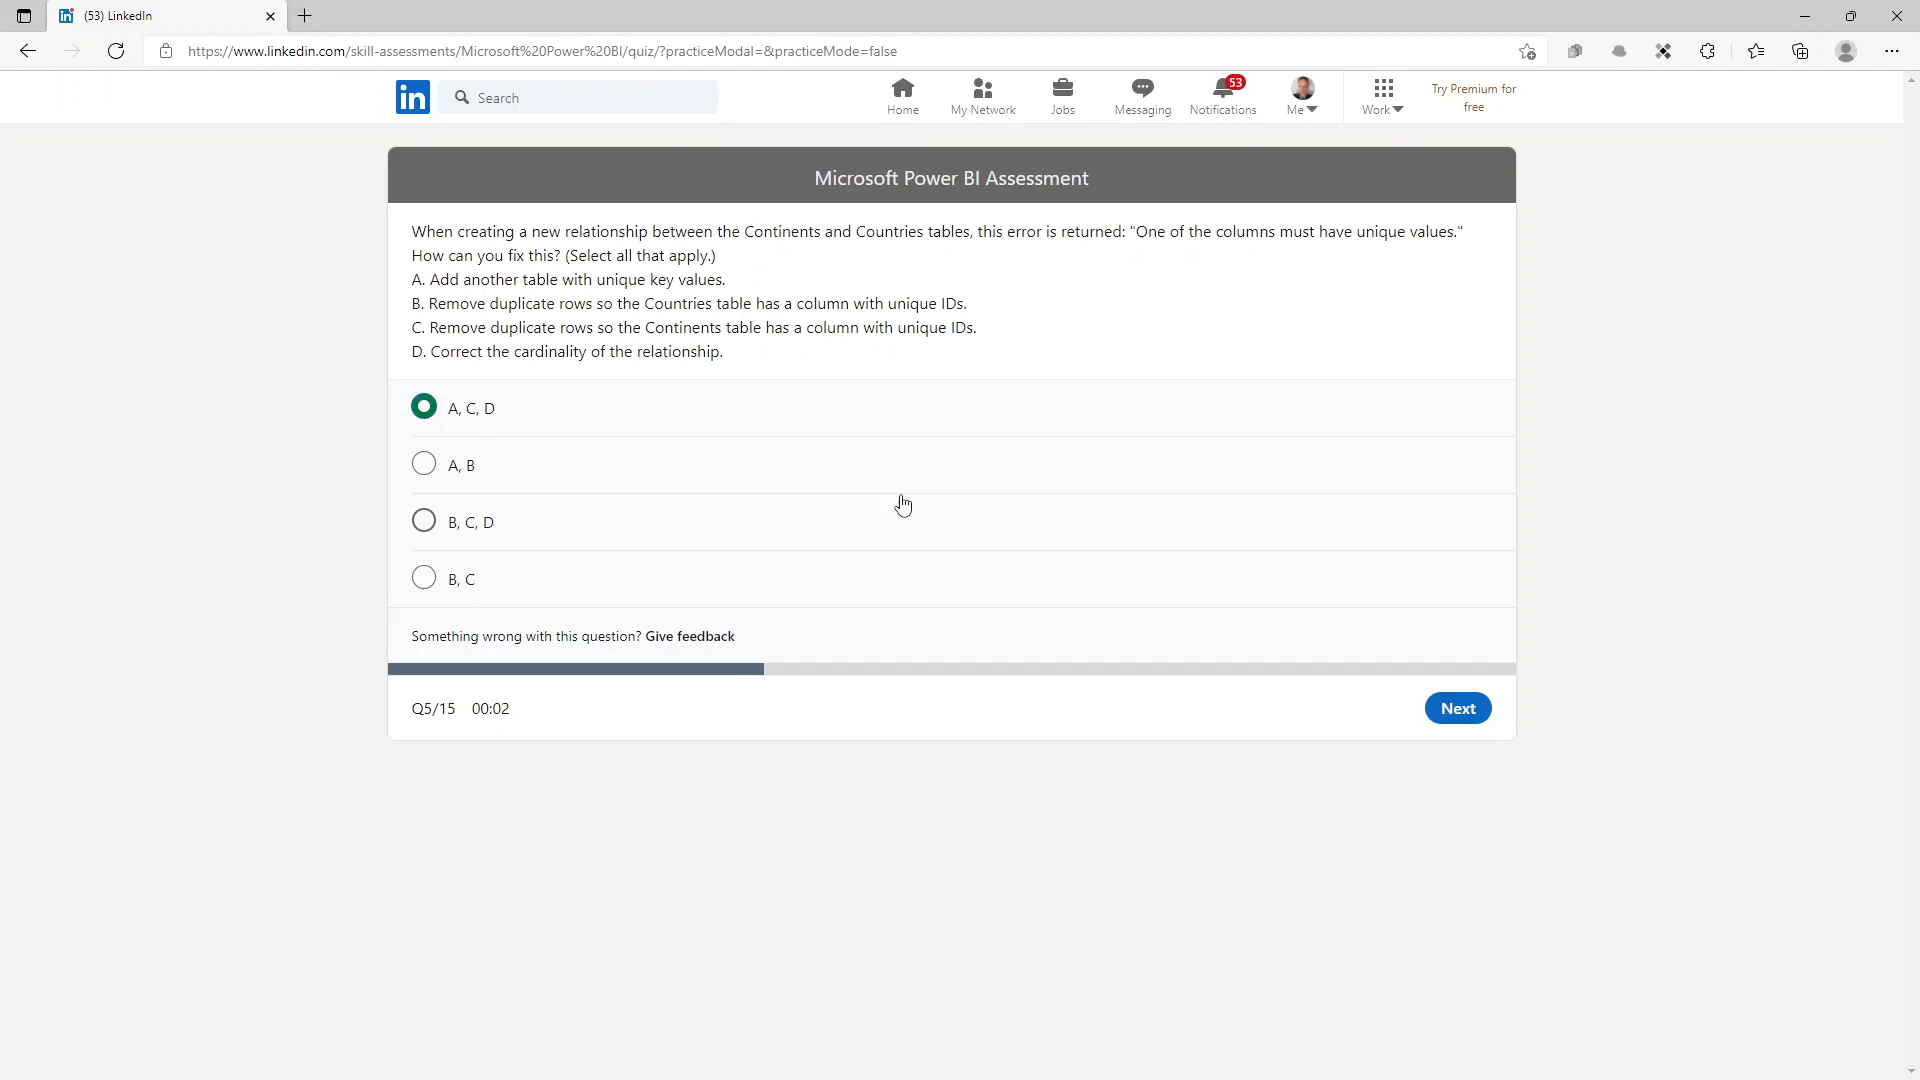 (53) LinkedIn
https://www.linkedin.com/skill-assessments/Microsoft%20Power%20BI/quiz/?practiceModal=&practiceMode=false
in
Search
Home
My Network
Jobs
Messaging
53
Notifications
Me
Work
Try Premium for
free
Microsoft Power BI Assessment
When creating a new relationship between the Continents and Countries tables, this error is returned: "One of the columns must have unique values."
How can you fix this? (Select all that apply.)
A. Add another table with unique key values.
B. Remove duplicate rows so the Countries table has a column with unique IDs.
C. Remove duplicate rows so the Continents table has a column with unique IDs.
D. Correct the cardinality of the relationship.
A, C, D
A, B
B, C, D
B, C
Something wrong with this question? Give feedback
Q5/15 00:02
Next